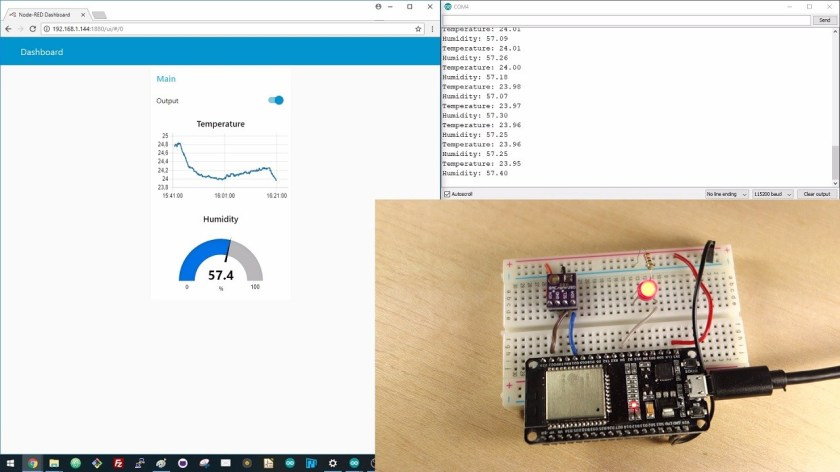 Node-RED Dashboard
192.168.1.144:1880/ui/#/0
Dashboard
Main
Output
Temperature
25
24.8
24.6
24.4
24.2
24
23.8
15:41:00
16:01:00
16:21:00
Humidity
57.4
0
%
100
COM4
Send
Temperature: 24.01
Humidity: 57.09
Temperature: 24.01
Humidity: 57.26
Temperature: 24.00
Humidity: 57.18
Temperature: 23.98
Humidity: 57.07
Temperature: 23.97
Humidity: 57.30
Temperature: 23.96
Humidity: 57.25
Temperature: 23.96
Humidity: 57.25
Temperature: 23.95
Humidity: 57.40
Autoscroll
No line ending
115200 baud
Clear output